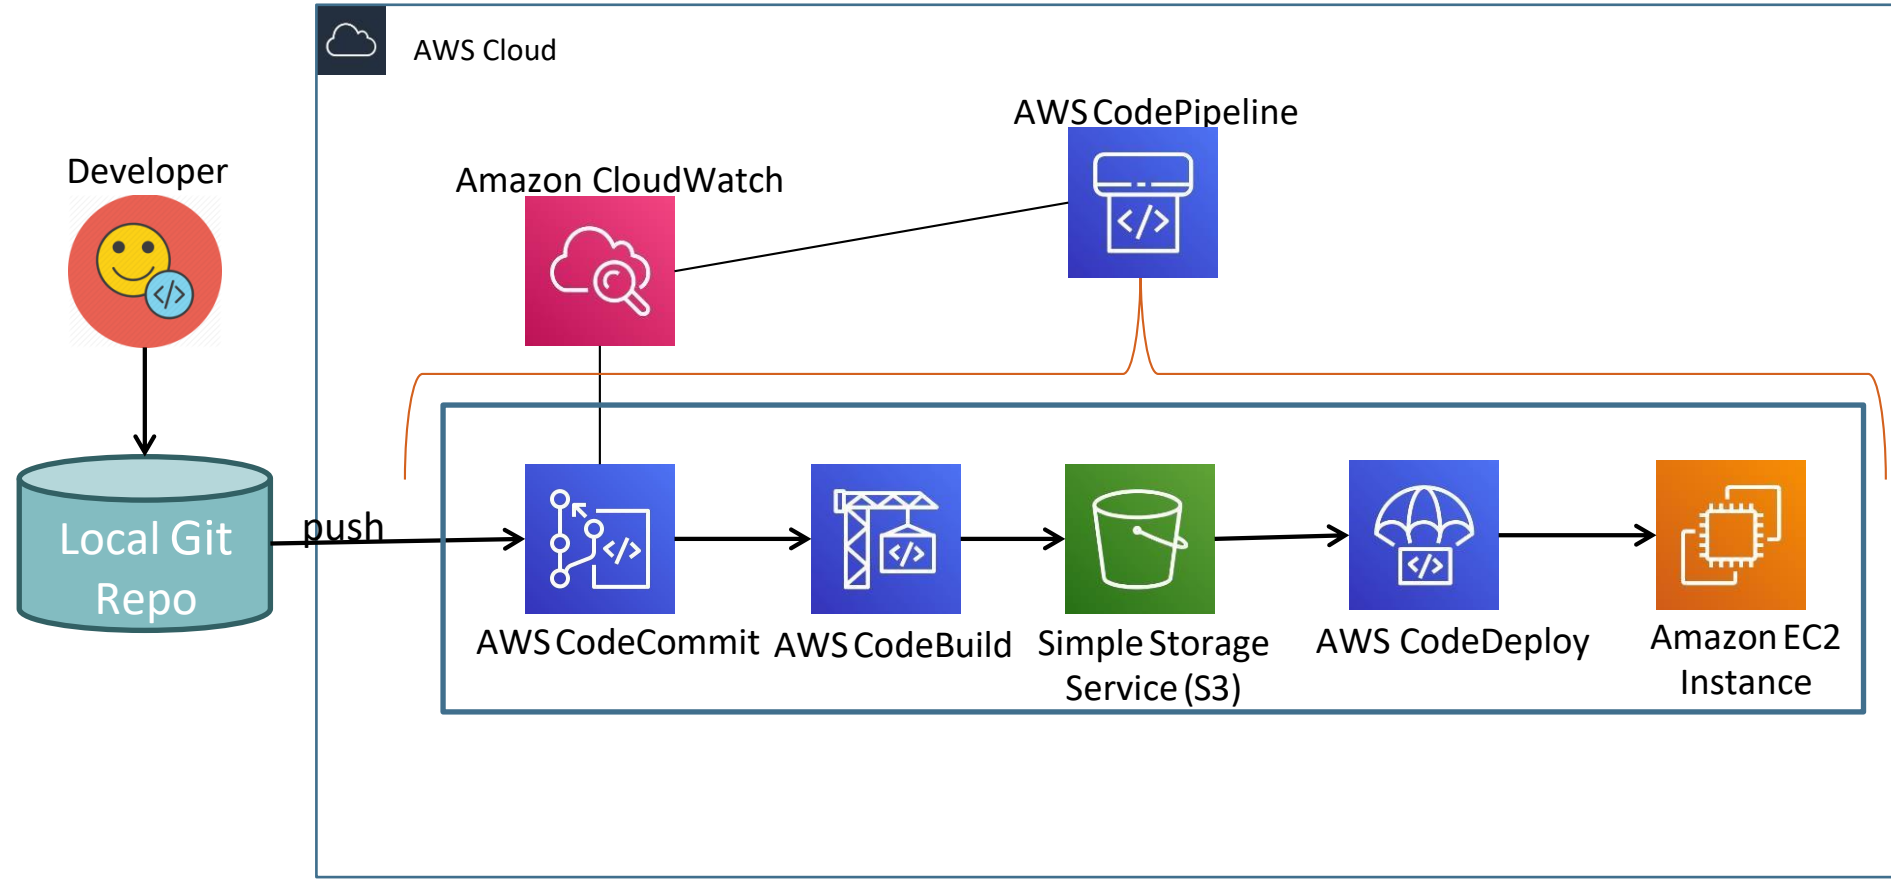 AWS Cloud
AWS CodePipeline
Developer
Amazon CloudWatch
</>
</>
push
Local Git
Repo
</>
</>
</>
AWS CodeCommit
AWS CodeBuild
Simple Storage
Service (S3)
AWS CodeDeploy
Amazon EC2
Instance